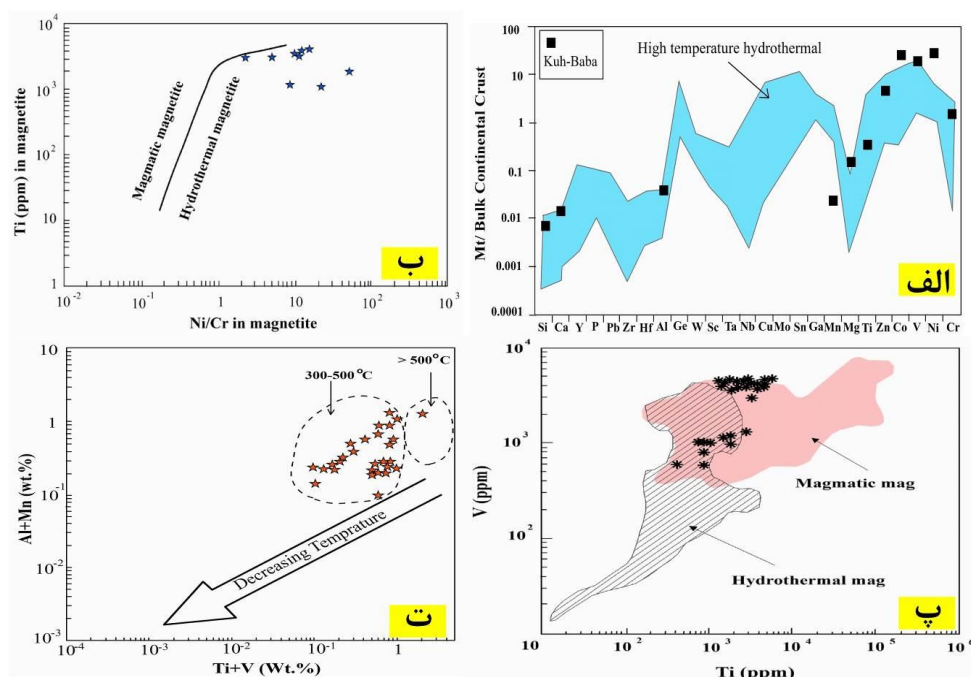 10⁴
10³
10²
10
1
Ti (ppm) in magnetite
Magmatic magnetite
Hydrothermal magnetite
ب
10⁻² 10⁻¹ 1 10 10² 10³
Ni/Cr in magnetite
100
10
1
0.1
0.01
0.001
0.0001
Mt/ Bulk Continental Crust
Kuh-Baba
High temperature hydrothermal
الف
Si Ca Y P Pb Zr Hf Al Ge W Sc Ta Nb Cu Mo Sn Ga Mn Mg Ti Zn Co V Ni Cr
1
10⁻¹
10⁻²
10⁻³
Al+Mn (wt.%)
300-500°C
> 500°C
Decreasing Temprature
ت
10⁻⁴ 10⁻³ 10⁻² 10⁻¹ 1
Ti+V (Wt.%)
10⁴
10³
10²
10
V (ppm)
Magmatic mag
Hydrothermal mag
پ
10 10² 10³ 10⁴ 10⁵ 10⁶
Ti (ppm)